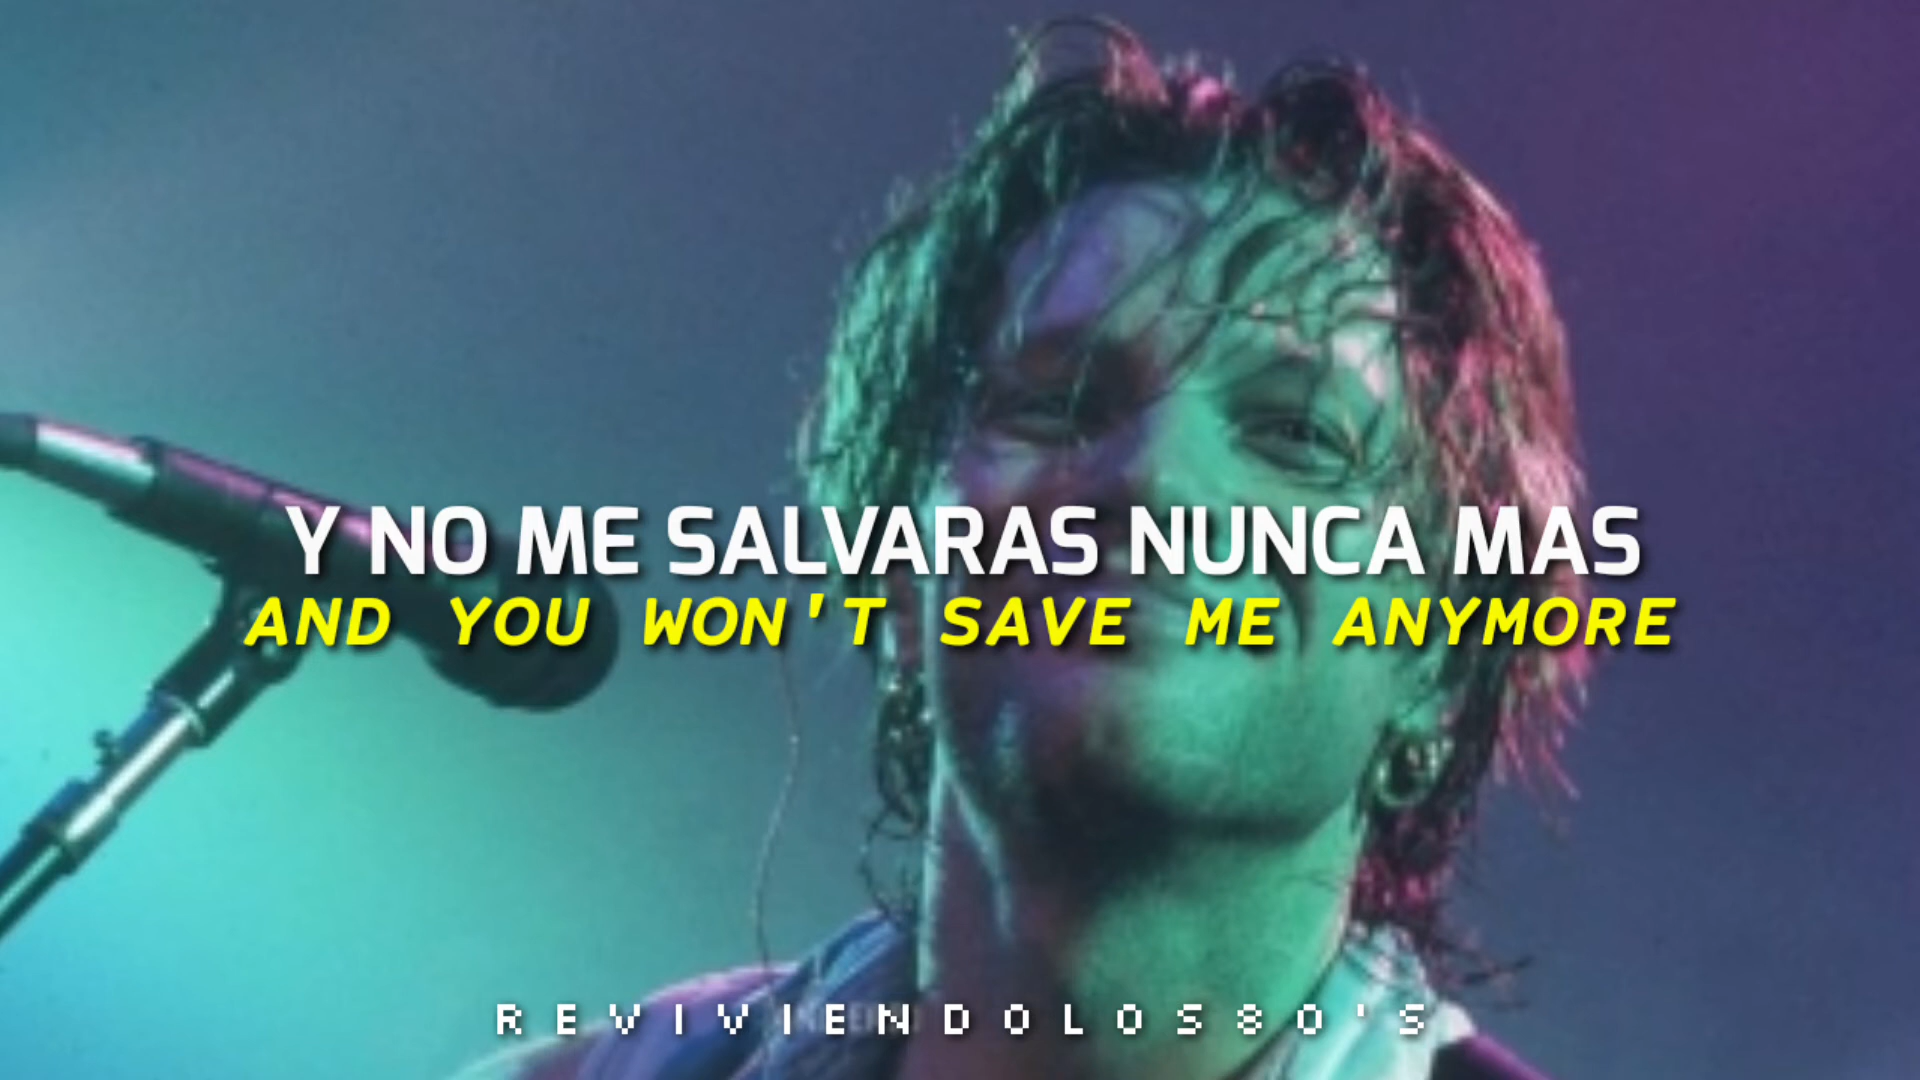 Y NO ME SALVARAS NUNCA MAS
AND YOU WON'T SAVE ME ANYMORE
REVIVIENDOLOS80'S